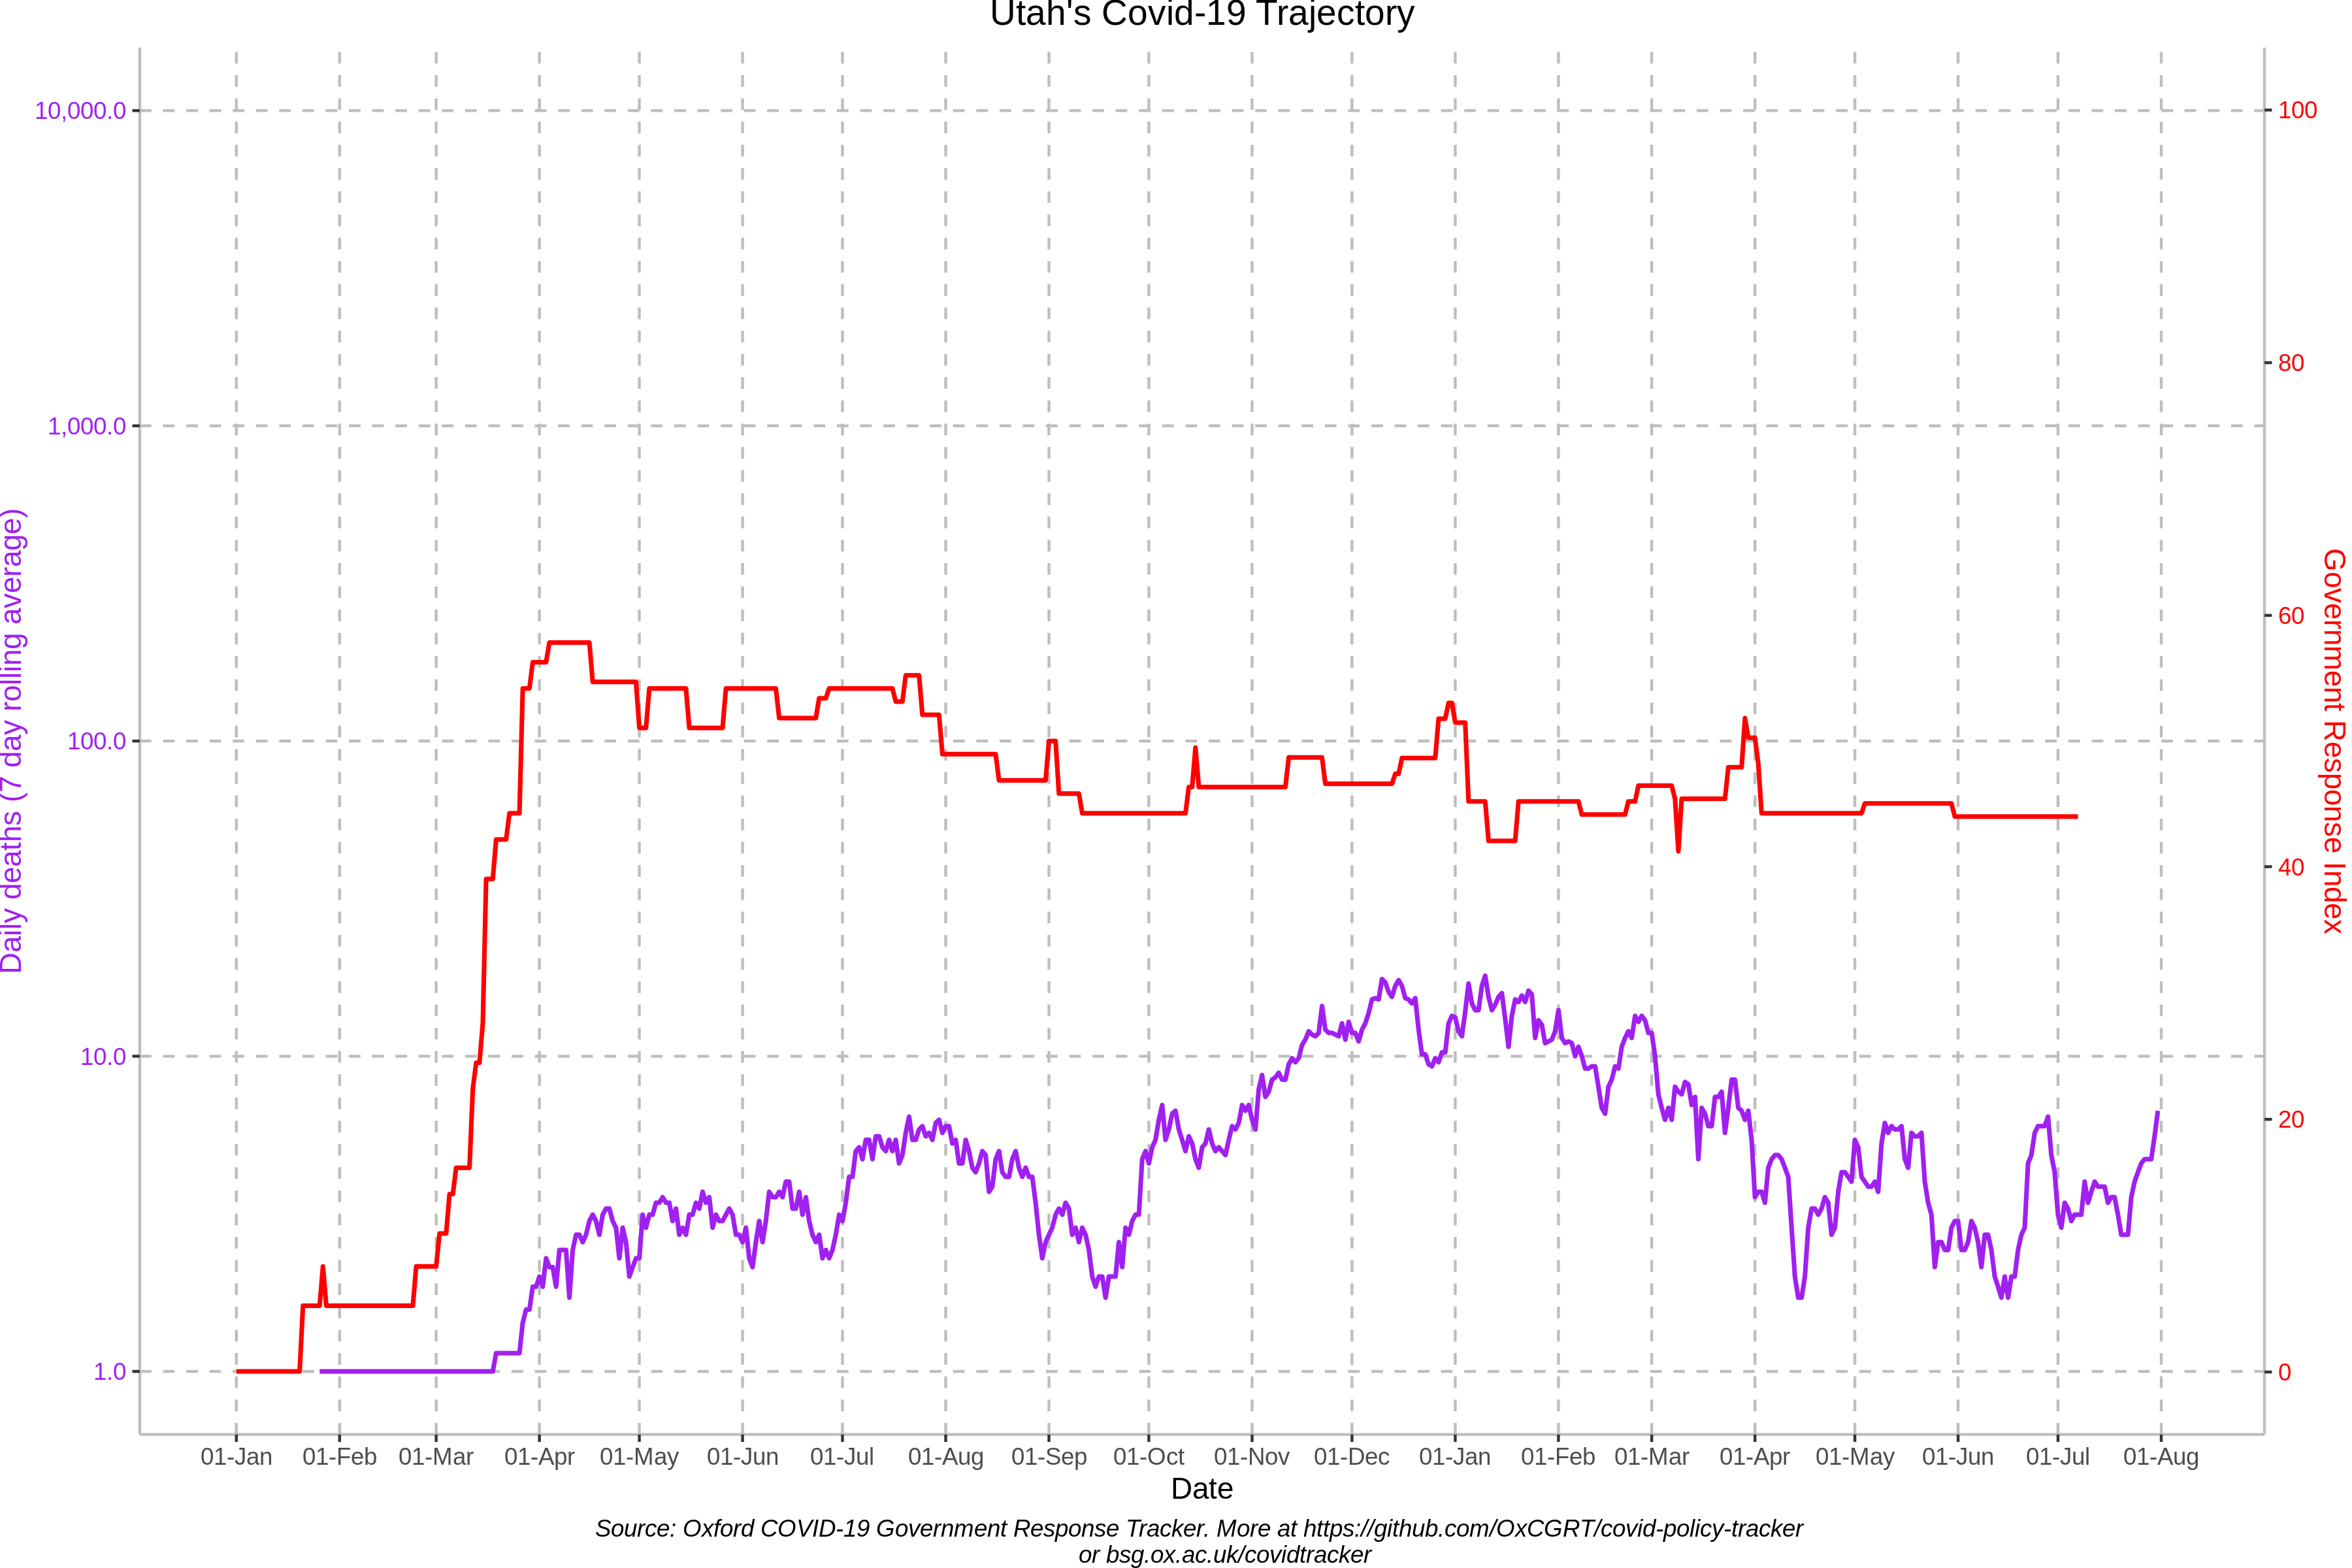 Utah's Covid-19 Trajectory
10,000.0
1,000.0
100.0
10.0
1.0
Daily deaths (7 day rolling average)
100
80
60
40
20
0
Government Response Index
01-Jan 01-Feb 01-Mar 01-Apr 01-May 01-Jun 01-Jul 01-Aug 01-Sep 01-Oct 01-Nov 01-Dec 01-Jan 01-Feb 01-Mar 01-Apr 01-May 01-Jun 01-Jul 01-Aug
Date
Source: Oxford COVID-19 Government Response Tracker. More at https://github.com/OxCGRT/covid-policy-tracker
or bsg.ox.ac.uk/covidtracker